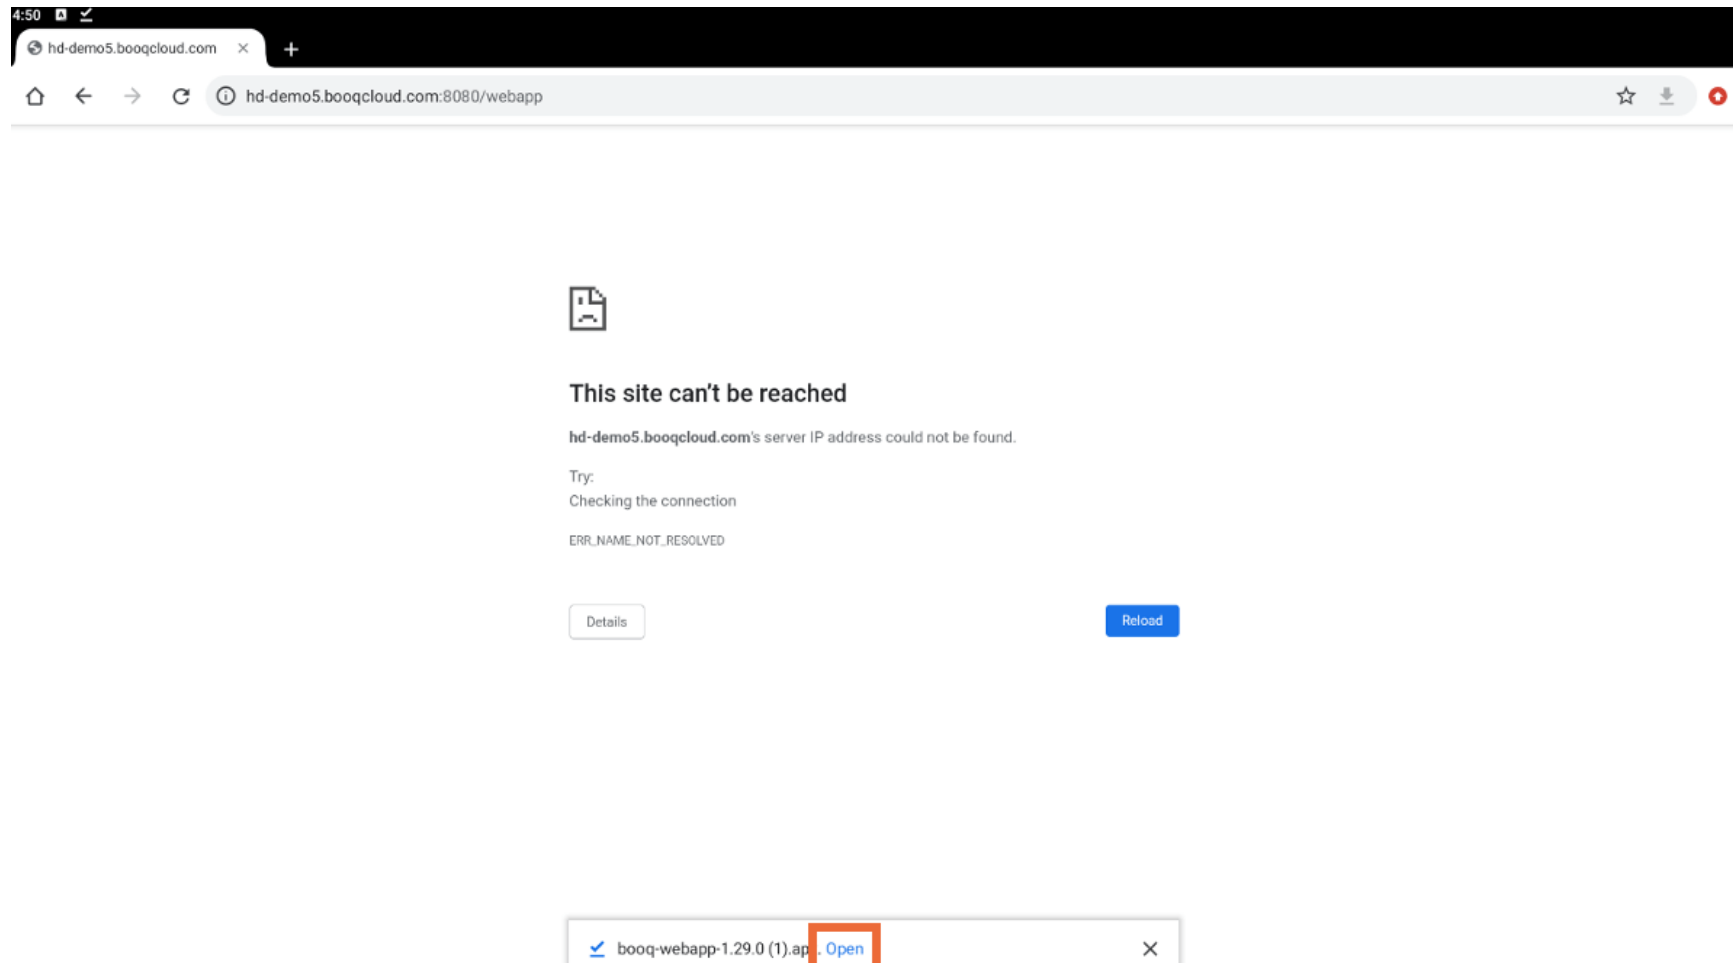 4:50
hd-demo5.booqcloud.com
hd-demo5.booqcloud.com:8080/webapp
This site can't be reached
hd-demo5.booqcloud.com's server IP address could not be found.
Try:
Checking the connection
ERR_NAME_NOT_RESOLVED
Details
Reload
booq-webapp-1.29.0 (1).ap.. Open